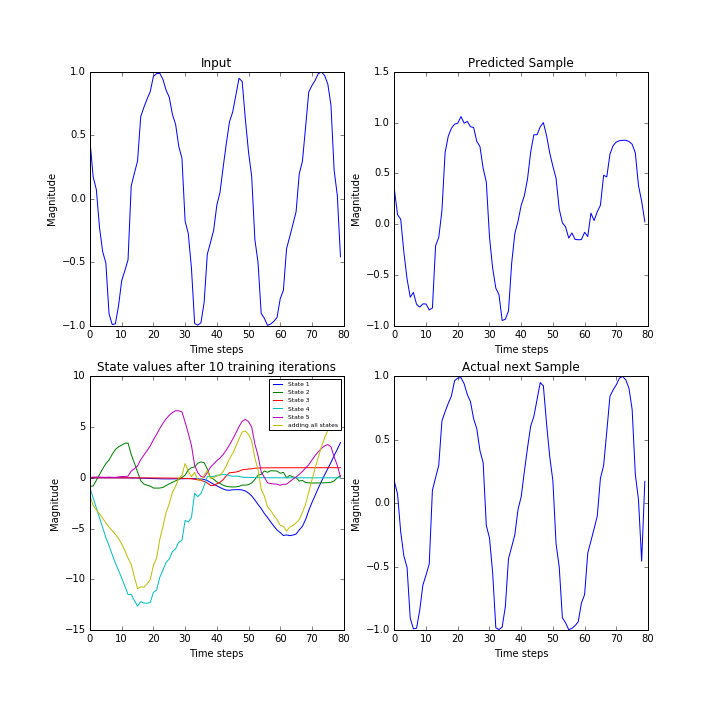 Input
1.0
0.5
0.0
−0.5
−1.0
Magnitude
0 10 20 30 40 50 60 70 80
Time steps
Predicted Sample
1.5
1.0
0.5
0.0
−0.5
−1.0
Magnitude
0 10 20 30 40 50 60 70 80
Time steps
State values after 10 training iterations
10
5
0
−5
−10
−15
Magnitude
State 1
State 2
State 3
State 4
State 5
adding all states
0 10 20 30 40 50 60 70 80
Time steps
Actual next Sample
1.0
0.5
0.0
−0.5
−1.0
Magnitude
0 10 20 30 40 50 60 70 80
Time steps